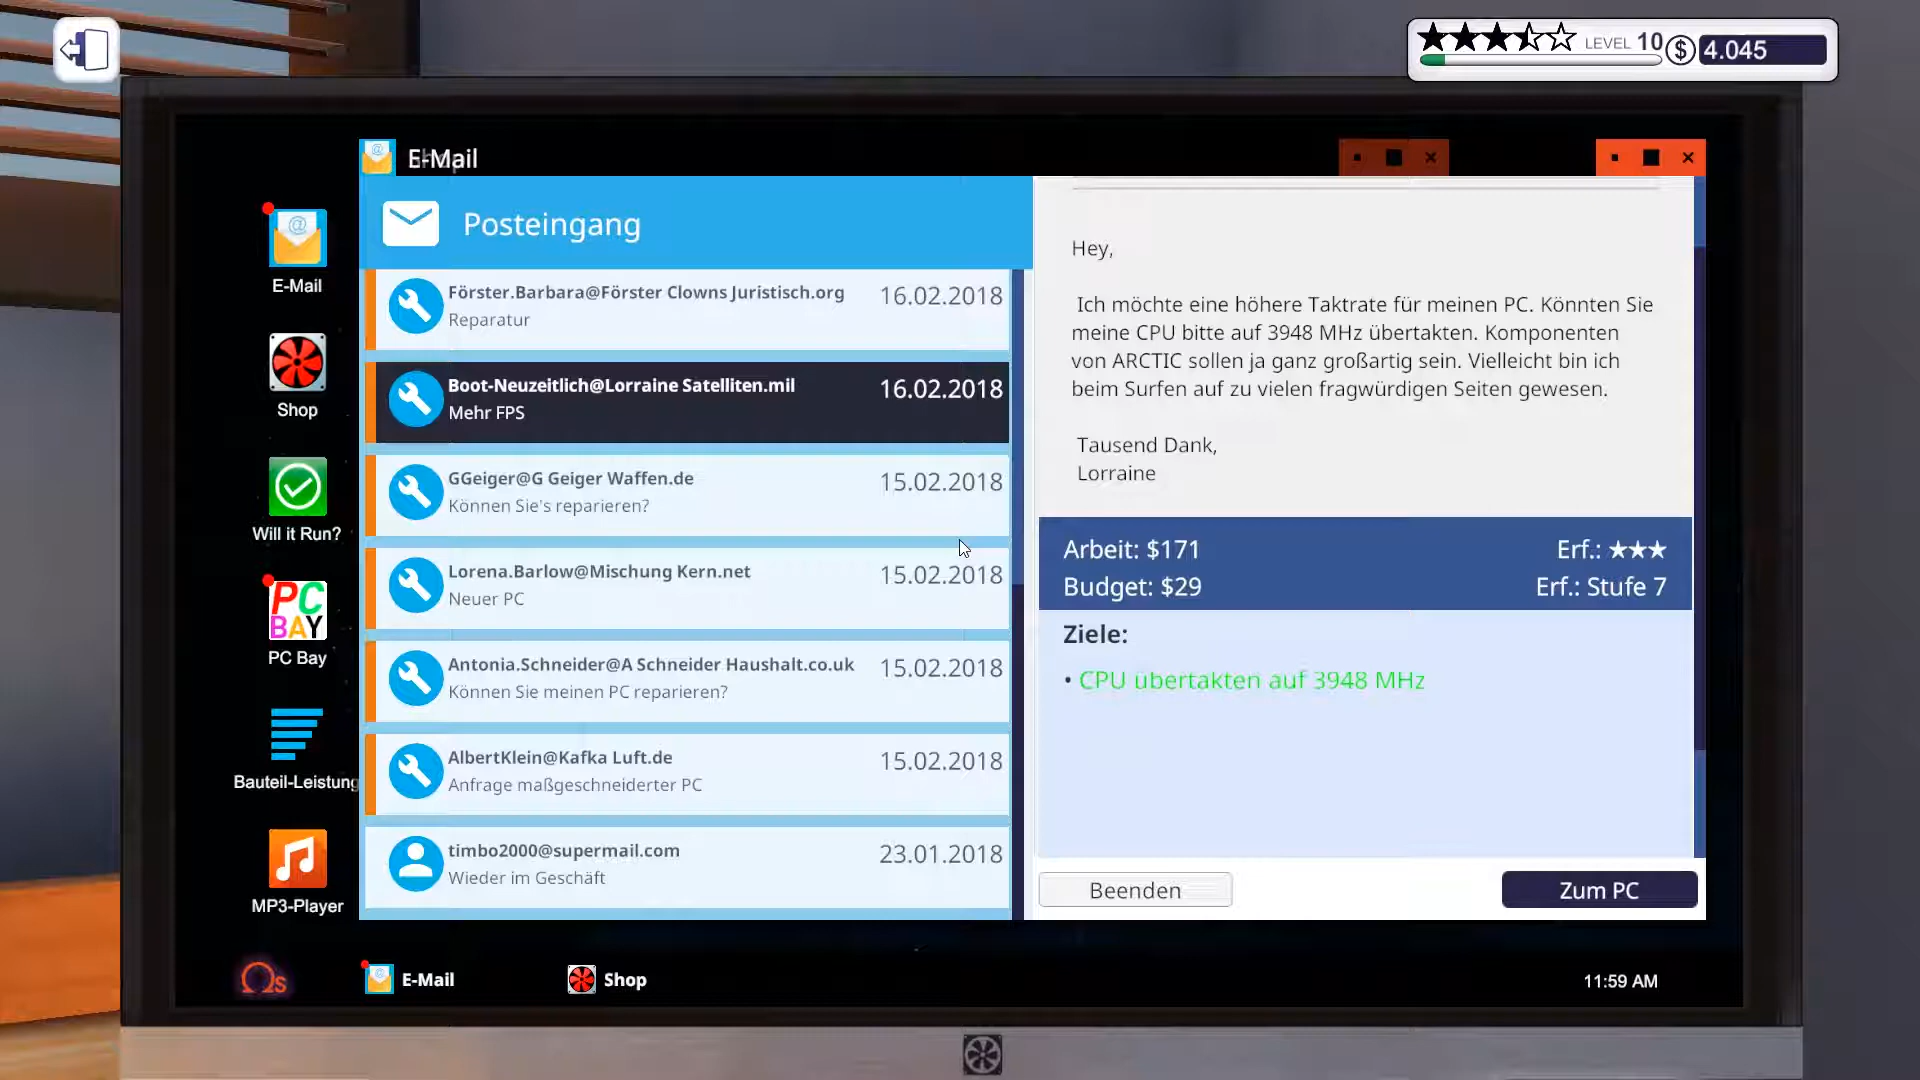 LEVEL 10
$ 4.045
E-Mail
E-Mail
Shop
Will it Run?
PC
BAY
PC Bay
Bauteil-Leistung
MP3-Player
Posteingang
Förster.Barbara@Förster Clowns Juristisch.org 16.02.2018
Reparatur
Boot-Neuzeitlich@Lorraine Satelliten.mil 16.02.2018
Mehr FPS
GGeiger@G Geiger Waffen.de 15.02.2018
Können Sie's reparieren?
Lorena.Barlow@Mischung Kern.net 15.02.2018
Neuer PC
Antonia.Schneider@A Schneider Haushalt.co.uk 15.02.2018
Können Sie meinen PC reparieren?
AlbertKlein@Kafka Luft.de 15.02.2018
Anfrage maßgeschneiderter PC
timbo2000@supermail.com 23.01.2018
Wieder im Geschäft
Hey,
Ich möchte eine höhere Taktrate für meinen PC. Könnten Sie
meine CPU bitte auf 3948 MHz übertakten. Komponenten
von ARCTIC sollen ja ganz großartig sein. Vielleicht bin ich
beim Surfen auf zu vielen fragwürdigen Seiten gewesen.
Tausend Dank,
Lorraine
Arbeit: $171 Erf.: ★★★
Budget: $29 Erf.: Stufe 7
Ziele:
• CPU übertakten auf 3948 MHz
Beenden Zum PC
Ωs E-Mail Shop 11:59 AM